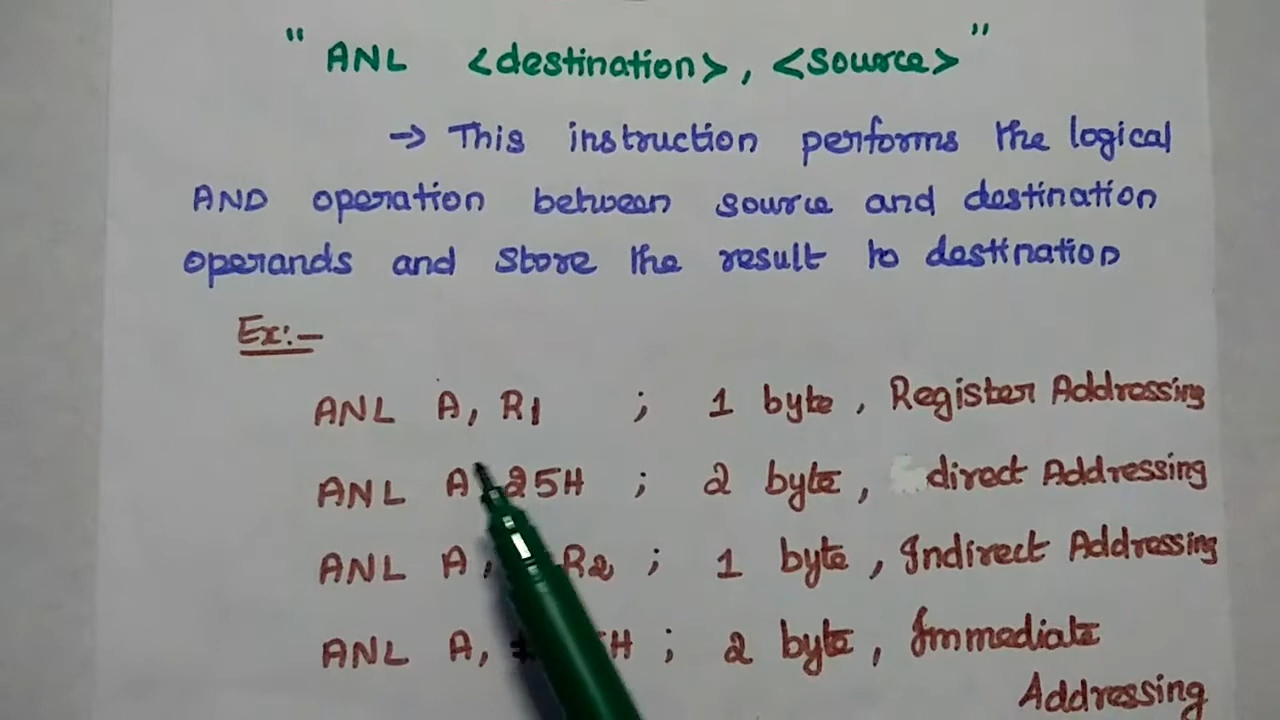 "ANL <destination>, <source>"
→ This instruction performs the logical
AND operation between source and destination
operands and store the result to destination
Ex:-
ANL A, R1 ; 1 byte, Register Addressing
ANL A 25H ; 2 byte, direct Addressing
ANL A, R2 ; 1 byte, Indirect Addressing
ANL A, H ; 2 byte, Immediate
Addressing